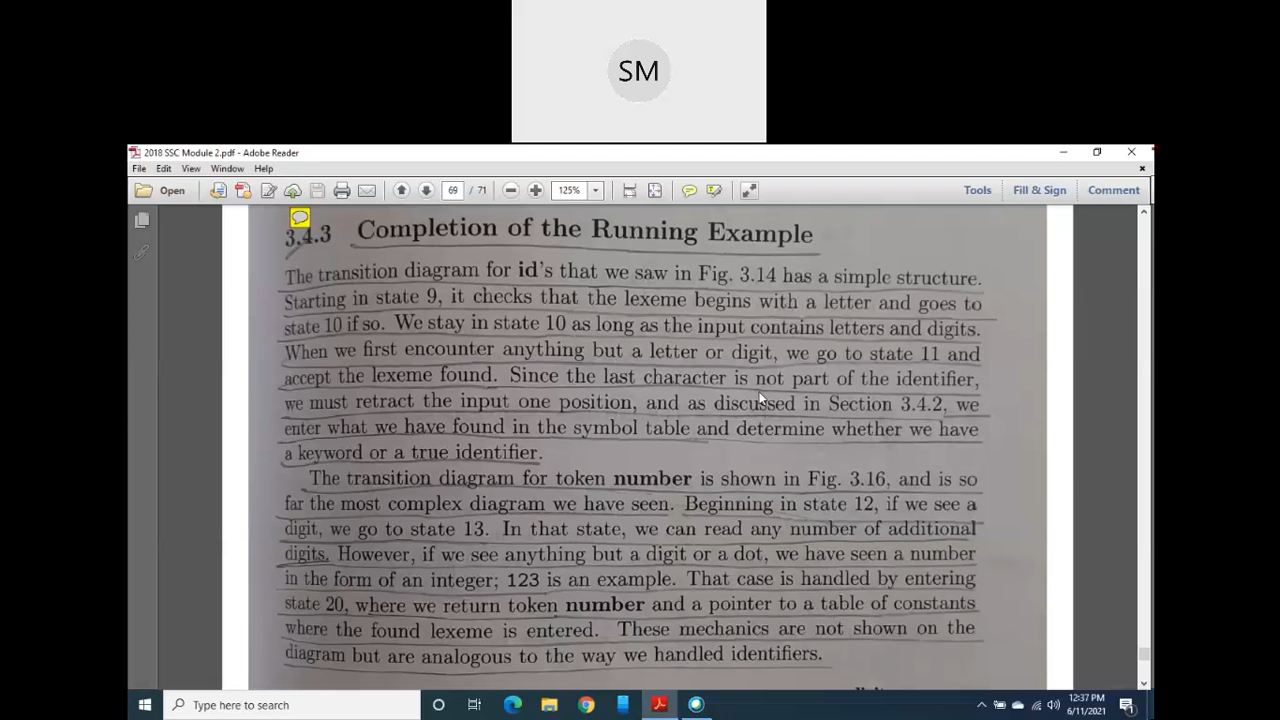 SM
2018 SSC Module 2.pdf - Adobe Reader
File Edit View Window Help
Open 69 / 71 125% Tools Fill & Sign Comment
3.4.3 Completion of the Running Example
The transition diagram for id's that we saw in Fig. 3.14 has a simple structure.
Starting in state 9, it checks that the lexeme begins with a letter and goes to
state 10 if so. We stay in state 10 as long as the input contains letters and digits.
When we first encounter anything but a letter or digit, we go to state 11 and
accept the lexeme found. Since the last character is not part of the identifier,
we must retract the input one position, and as discussed in Section 3.4.2, we
enter what we have found in the symbol table and determine whether we have
a keyword or a true identifier.
The transition diagram for token number is shown in Fig. 3.16, and is so
far the most complex diagram we have seen. Beginning in state 12, if we see a
digit, we go to state 13. In that state, we can read any number of additional
digits. However, if we see anything but a digit or a dot, we have seen a number
in the form of an integer; 123 is an example. That case is handled by entering
state 20, where we return token number and a pointer to a table of constants
where the found lexeme is entered. These mechanics are not shown on the
diagram but are analogous to the way we handled identifiers.
Type here to search
12:37 PM
6/11/2021